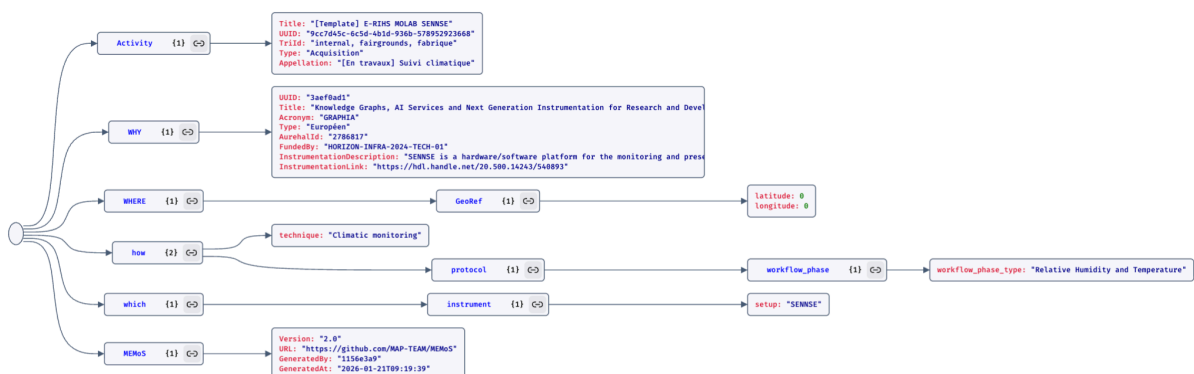 Activity {1}
Title: "[Template] E-RIHS MOLAB SENNSE"
UUID: "9cc7d45c-6c5d-4b1d-936b-578952923668"
TriId: "internal, fairgrounds, fabrique"
Type: "Acquisition"
Appellation: "[En travaux] Suivi climatique"
WHY {1}
UUID: "3aef0ad1"
Title: "Knowledge Graphs, AI Services and Next Generation Instrumentation for Research and Devel
Acronym: "GRAPHIA"
Type: "Européen"
AurehalId: "2786817"
FundedBy: "HORIZON-INFRA-2024-TECH-01"
InstrumentationDescription: "SENNSE is a hardware/software platform for the monitoring and prese
InstrumentationLink: "https://hdl.handle.net/20.500.14243/540893"
WHERE {1}
GeoRef {1}
latitude: 0
longitude: 0
how {2}
technique: "Climatic monitoring"
protocol {1}
workflow_phase {1}
workflow_phase_type: "Relative Humidity and Temperature"
which {1}
instrument {1}
setup: "SENNSE"
MEMoS {1}
Version: "2.0"
URL: "https://github.com/MAP-TEAM/MEMoS"
GeneratedBy: "1156e3a9"
GeneratedAt: "2026-01-21T09:19:39"